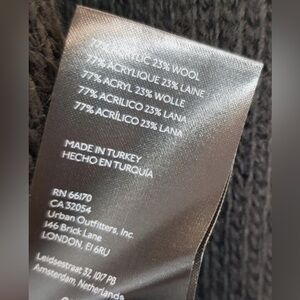 77% ACRYLIC 23% WOOL
77% ACRYLIQUE 23% LAINE
77% ACRYL 23% WOLLE
77% ACRILICO 23% LANA
77% ACRÍLICO 23% LANA
MADE IN TURKEY
HECHO EN TURQUÍA
RN 66170
CA 32054
Urban Outfitters, Inc.
146 Brick Lane
LONDON, E1 6RU
Leidsestraat 32, 1017 PB
Amsterdam, Netherlands